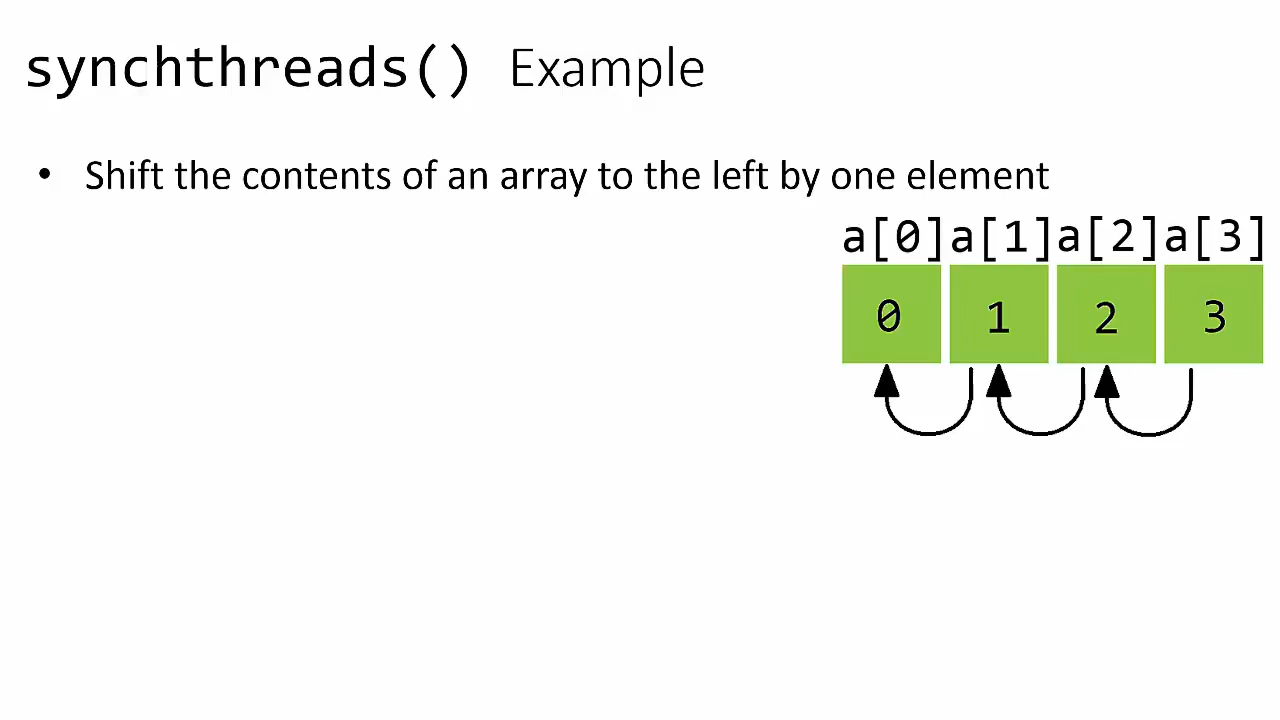 synchthreads() Example
• Shift the contents of an array to the left by one element
a[0] a[1] a[2] a[3]
0 1 2 3